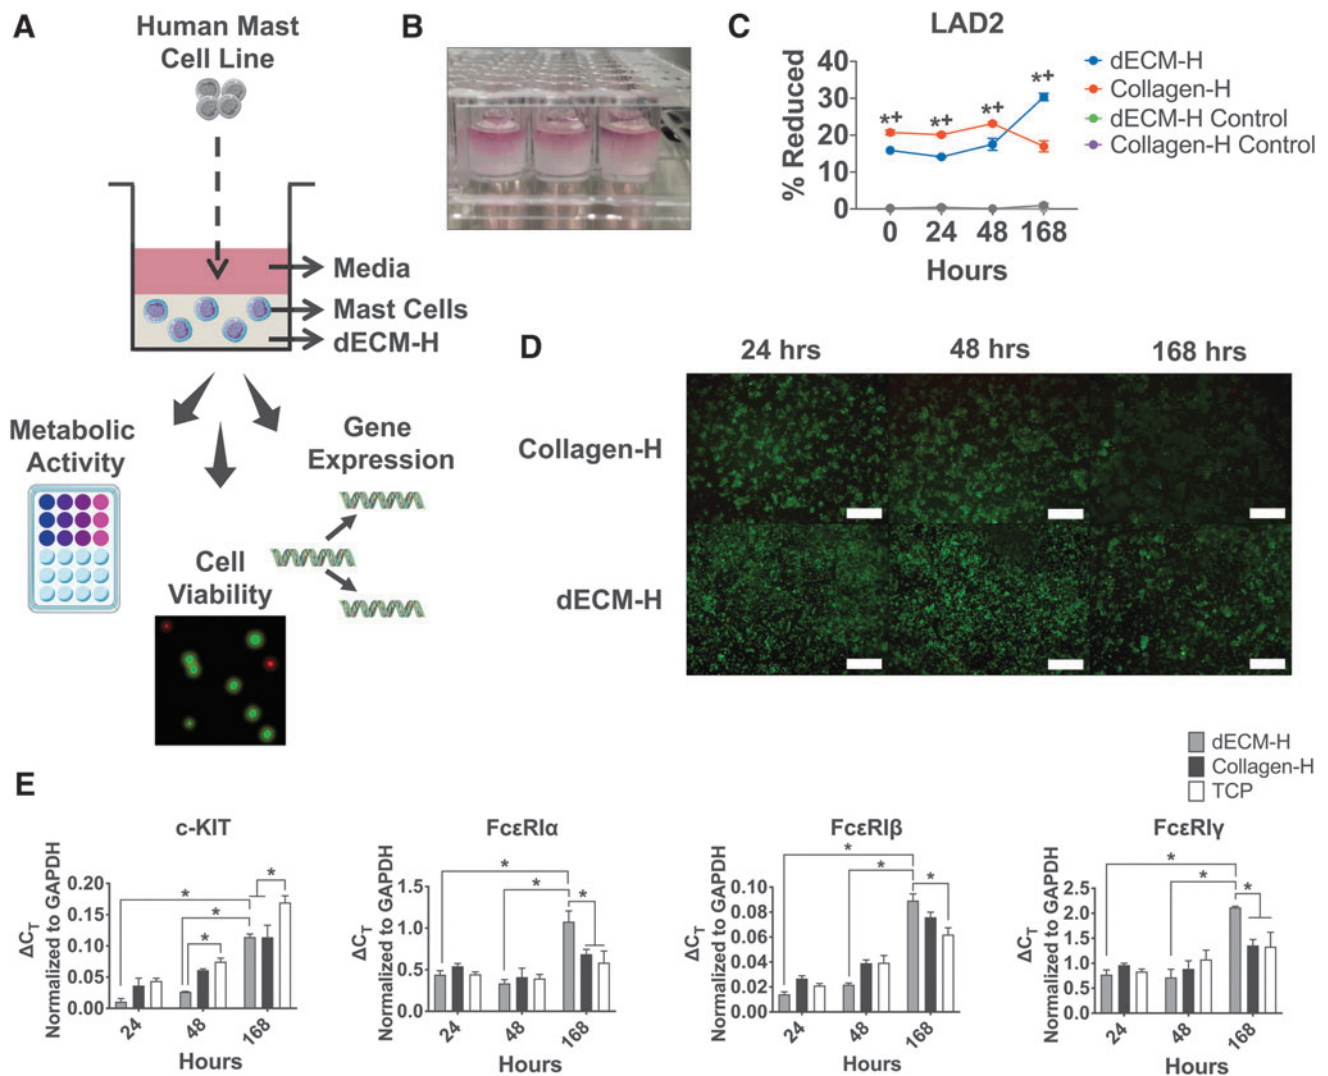 A
Human Mast
Cell Line
Media
Mast Cells
dECM-H
Metabolic
Activity
Gene
Expression
Cell
Viability
B
C
LAD2
% Reduced
40
30
20
10
0
*+
*+
*+
*+
0 24 48 168
Hours
dECM-H
Collagen-H
dECM-H Control
Collagen-H Control
D
24 hrs 48 hrs 168 hrs
Collagen-H
dECM-H
dECM-H
Collagen-H
TCP
E
c-KIT
ΔCT
Normalized to GAPDH
0.20
0.15
0.10
0.05
0.00
*
*
*
*
24 48 168
Hours
FcεRIα
ΔCT
Normalized to GAPDH
1.5
1.0
0.5
0.0
*
*
*
24 48 168
Hours
FcεRIβ
ΔCT
Normalized to GAPDH
0.10
0.08
0.06
0.04
0.02
0.00
*
*
*
24 48 168
Hours
FcεRIγ
ΔCT
Normalized to GAPDH
2.5
2.0
1.5
1.0
0.5
0.0
*
*
*
24 48 168
Hours